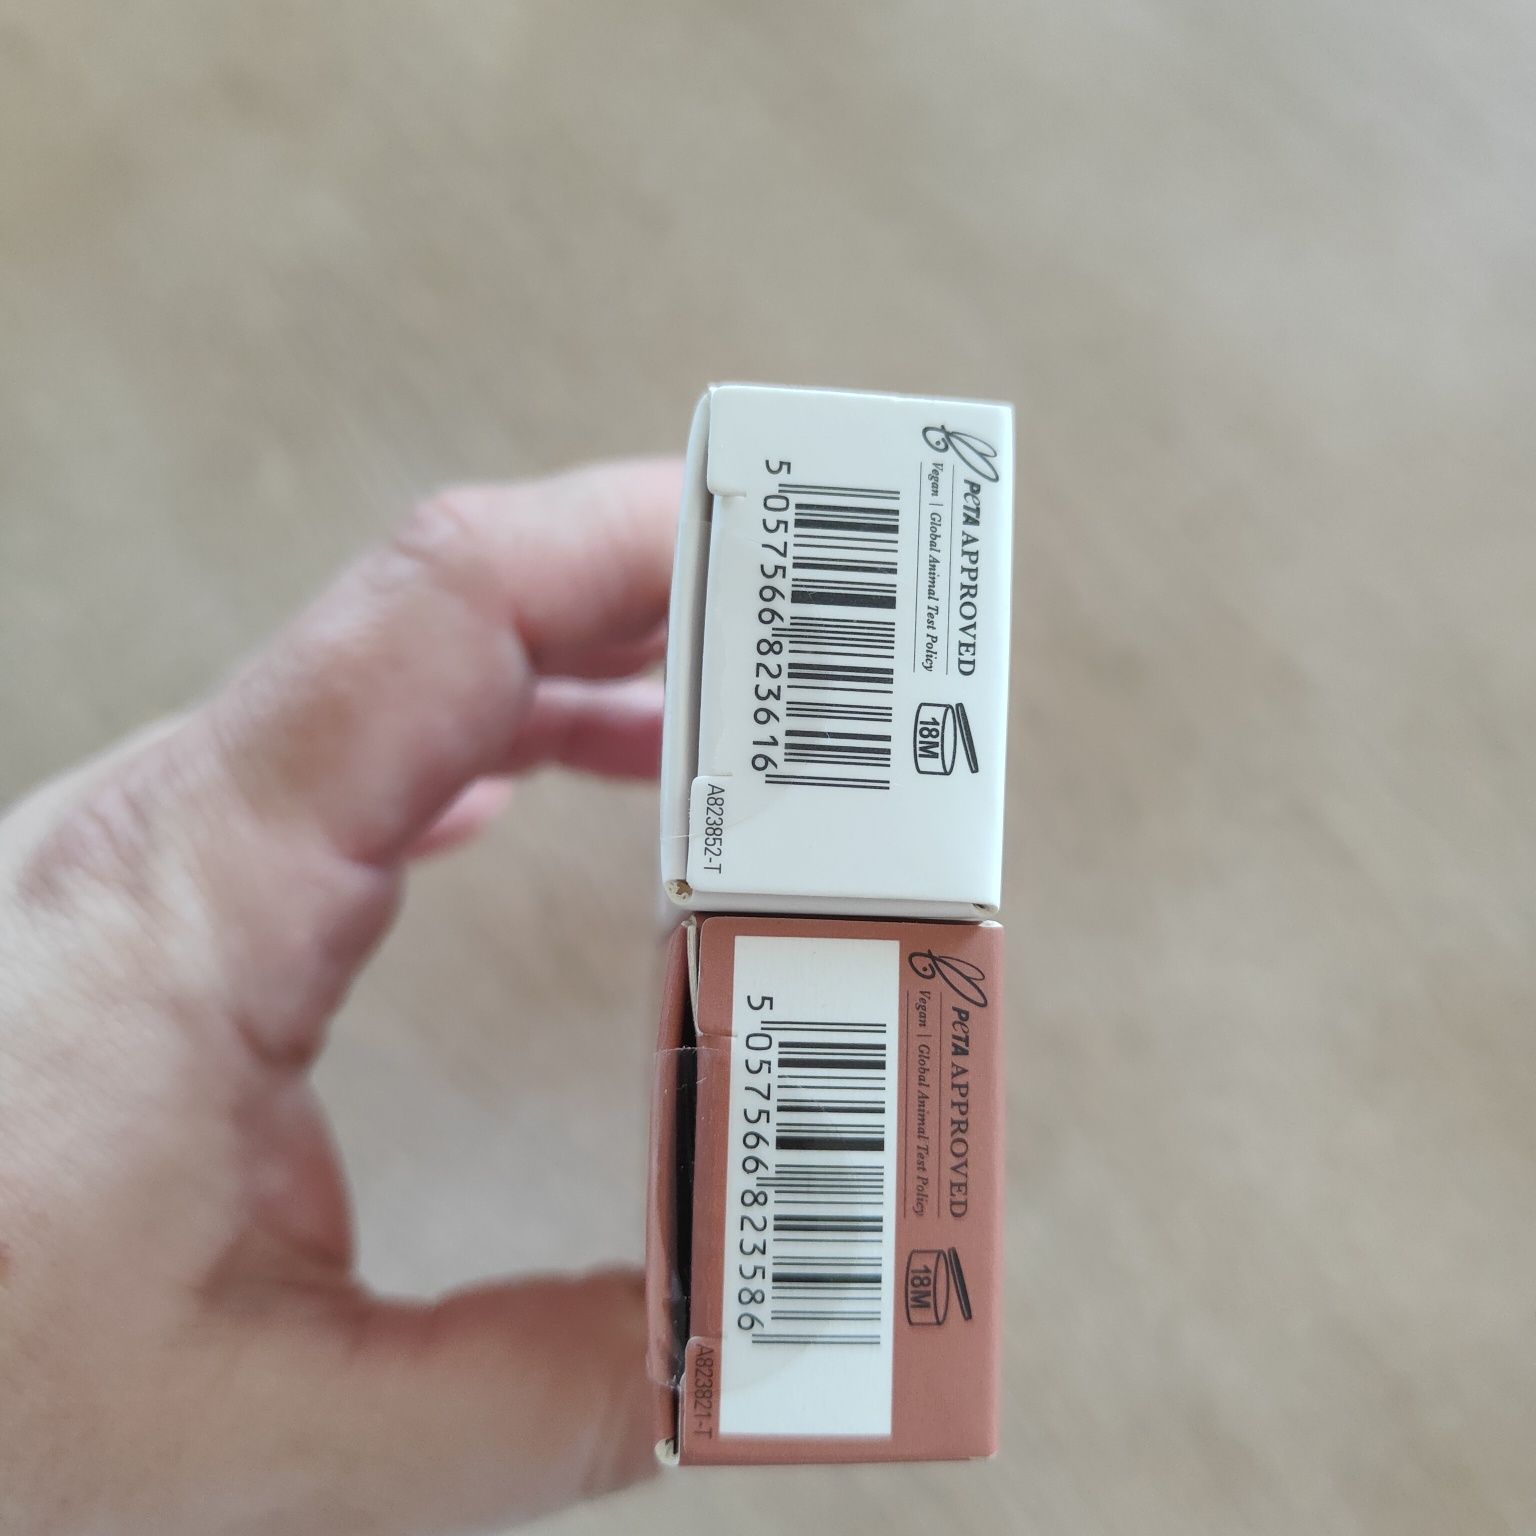 PETA APPROVED
Vegan | Global Animal Test Policy
18M
5 057566 823616
A823852-T
PETA APPROVED
Vegan | Global Animal Test Policy
18M
5 057566 823586
A823821-T